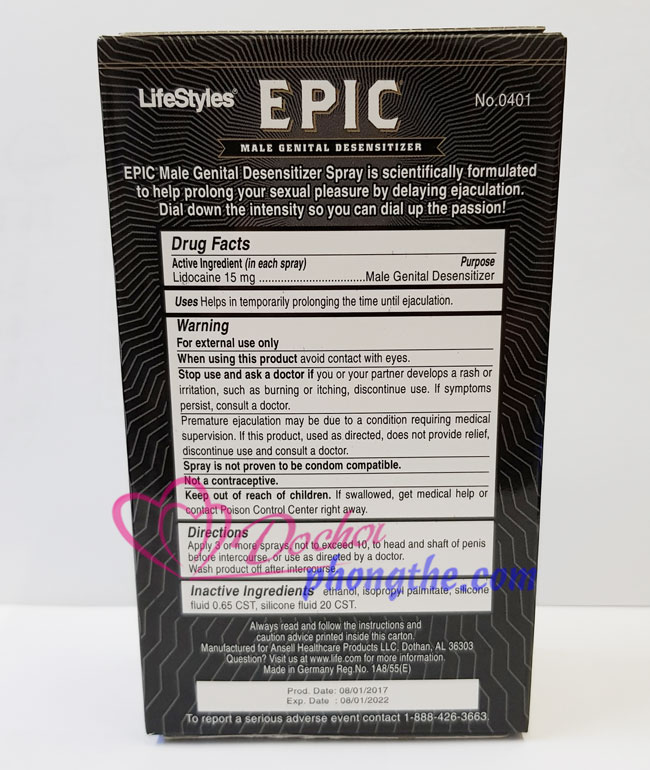 LifeStyles®
EPIC
No.0401
MALE GENITAL DESENSITIZER
EPIC Male Genital Desensitizer Spray is scientifically formulated
to help prolong your sexual pleasure by delaying ejaculation.
Dial down the intensity so you can dial up the passion!
Drug Facts
Active Ingredient (in each spray) Purpose
Lidocaine 15 mg ..................................Male Genital Desensitizer
Uses Helps in temporarily prolonging the time until ejaculation.
Warning
For external use only
When using this product avoid contact with eyes.
Stop use and ask a doctor if you or your partner develops a rash or
irritation, such as burning or itching, discontinue use. If symptoms
persist, consult a doctor.
Premature ejaculation may be due to a condition requiring medical
supervision. If this product, used as directed, does not provide relief,
discontinue use and consult a doctor.
Spray is not proven to be condom compatible.
Not a contraceptive.
Keep out of reach of children. If swallowed, get medical help or
contact Poison Control Center right away.
Directions
Apply 3 or more sprays, not to exceed 10, to head and shaft of penis
before intercourse, or use as directed by a doctor.
Wash product off after intercourse.
Dochoi
phongthe.com
Inactive Ingredients ethanol, isopropyl palmitate, silicone
fluid 0.65 CST, silicone fluid 20 CST.
Always read and follow the instructions and
caution advice printed inside this carton.
Manufactured for Ansell Healthcare Products LLC, Dothan, AL 36303
Question? Visit us at www.life.com for more information.
Made in Germany Reg.No. 1A8/55(E)
Prod. Date: 08/01/2017
Exp. Date : 08/01/2022
To report a serious adverse event contact 1-888-426-3663